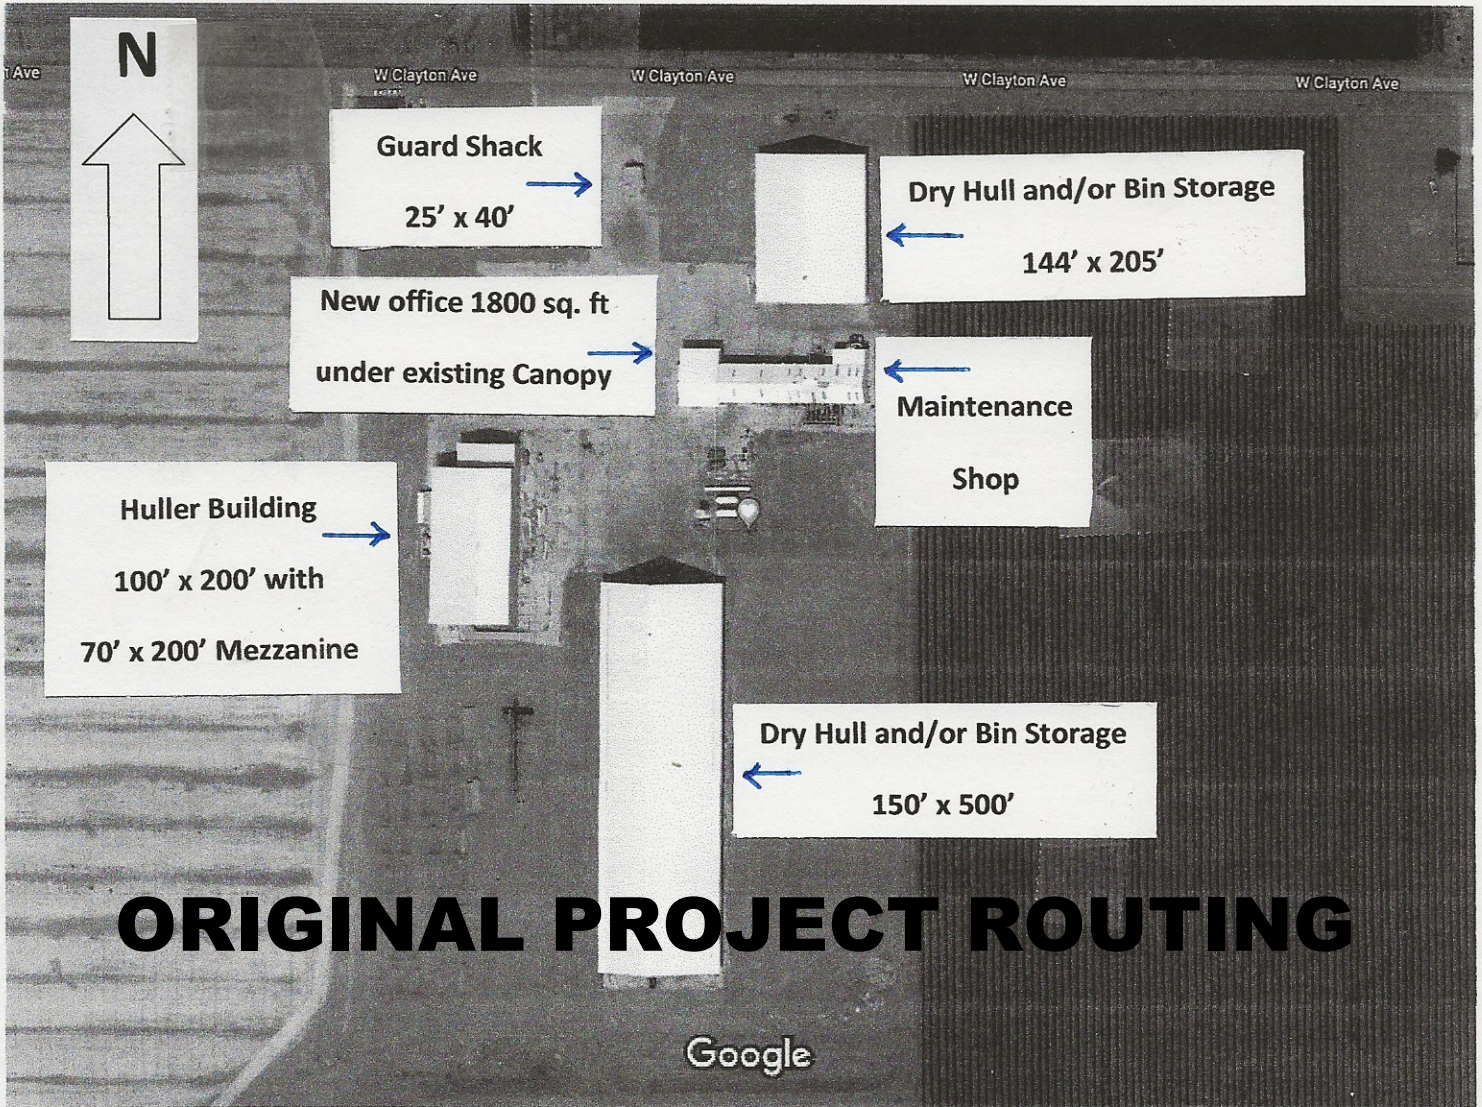 N
W Clayton Ave
W Clayton Ave
W Clayton Ave
W Clayton Ave
Ave
Guard Shack
25' x 40'
Dry Hull and/or Bin Storage
144' x 205'
New office 1800 sq. ft
under existing Canopy
Maintenance
Shop
Huller Building
100' x 200' with
70' x 200' Mezzanine
Dry Hull and/or Bin Storage
150' x 500'
ORIGINAL PROJECT ROUTING
Google